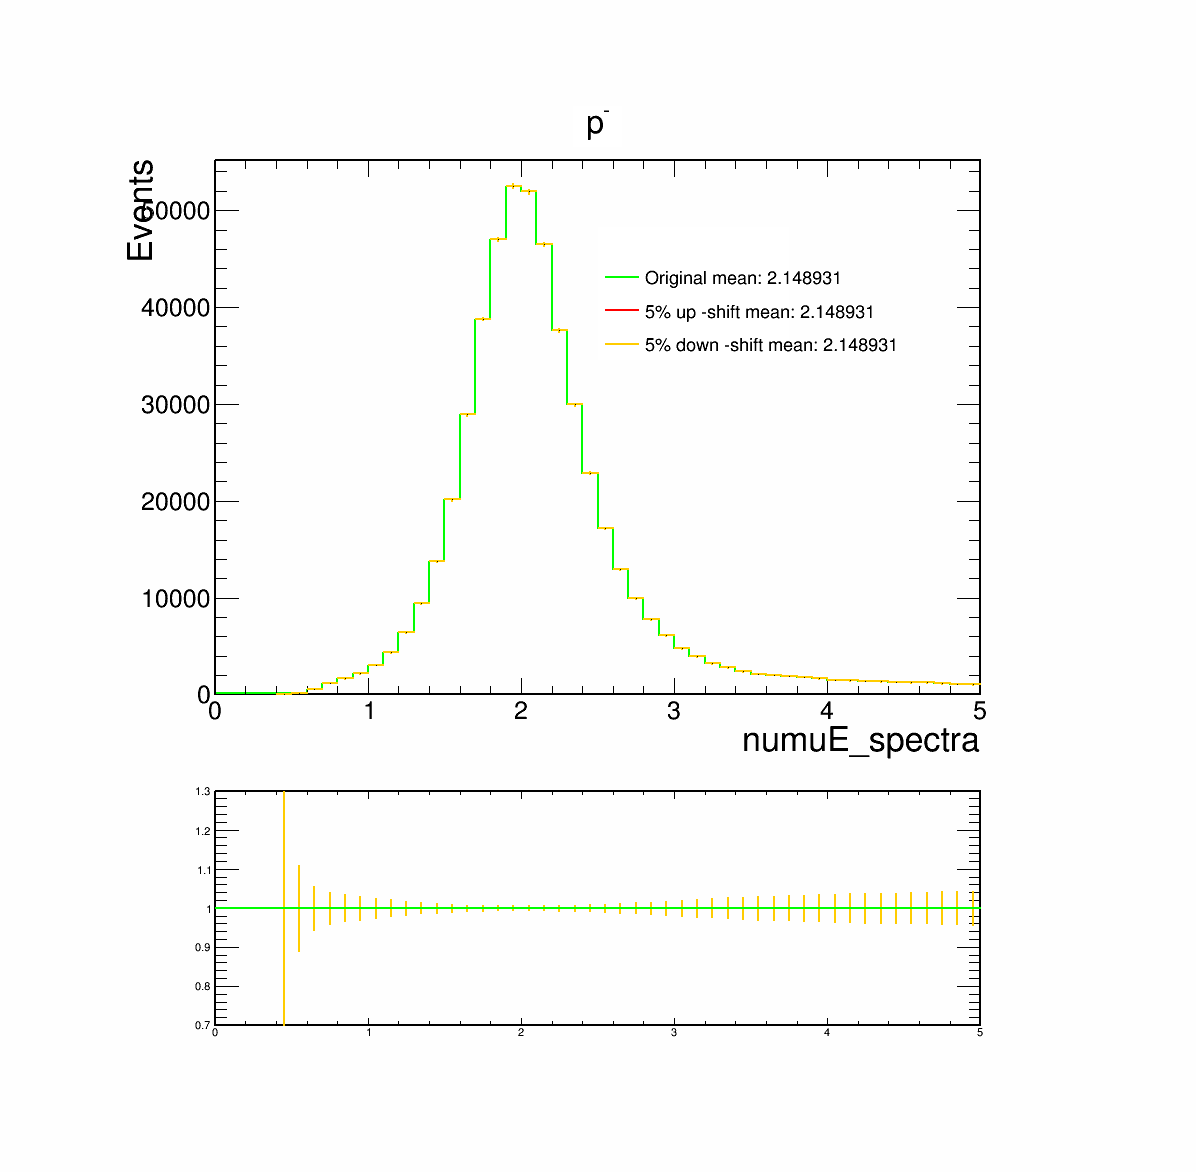 p-
Events
50000
40000
30000
20000
10000
0
Original mean: 2.148931
5% up -shift mean: 2.148931
5% down -shift mean: 2.148931
0 1 2 3 4 5
numuE_spectra
1.3
1.2
1.1
1
0.9
0.8
0.7
0 1 2 3 4 5